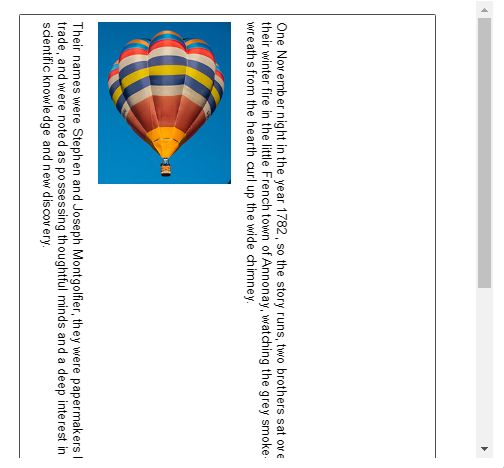 One November night in the year 1782, so the story runs, two brothers sat ove
their winter fire in the little French town of Annonay, watching the grey smoke-
wreaths from the hearth curl up the wide chimney.
Their names were Stephen and Joseph Montgolfier, they were papermakers
trade, and were noted as possessing thoughtful minds and a deep interest in
scientific knowledge and new discovery.